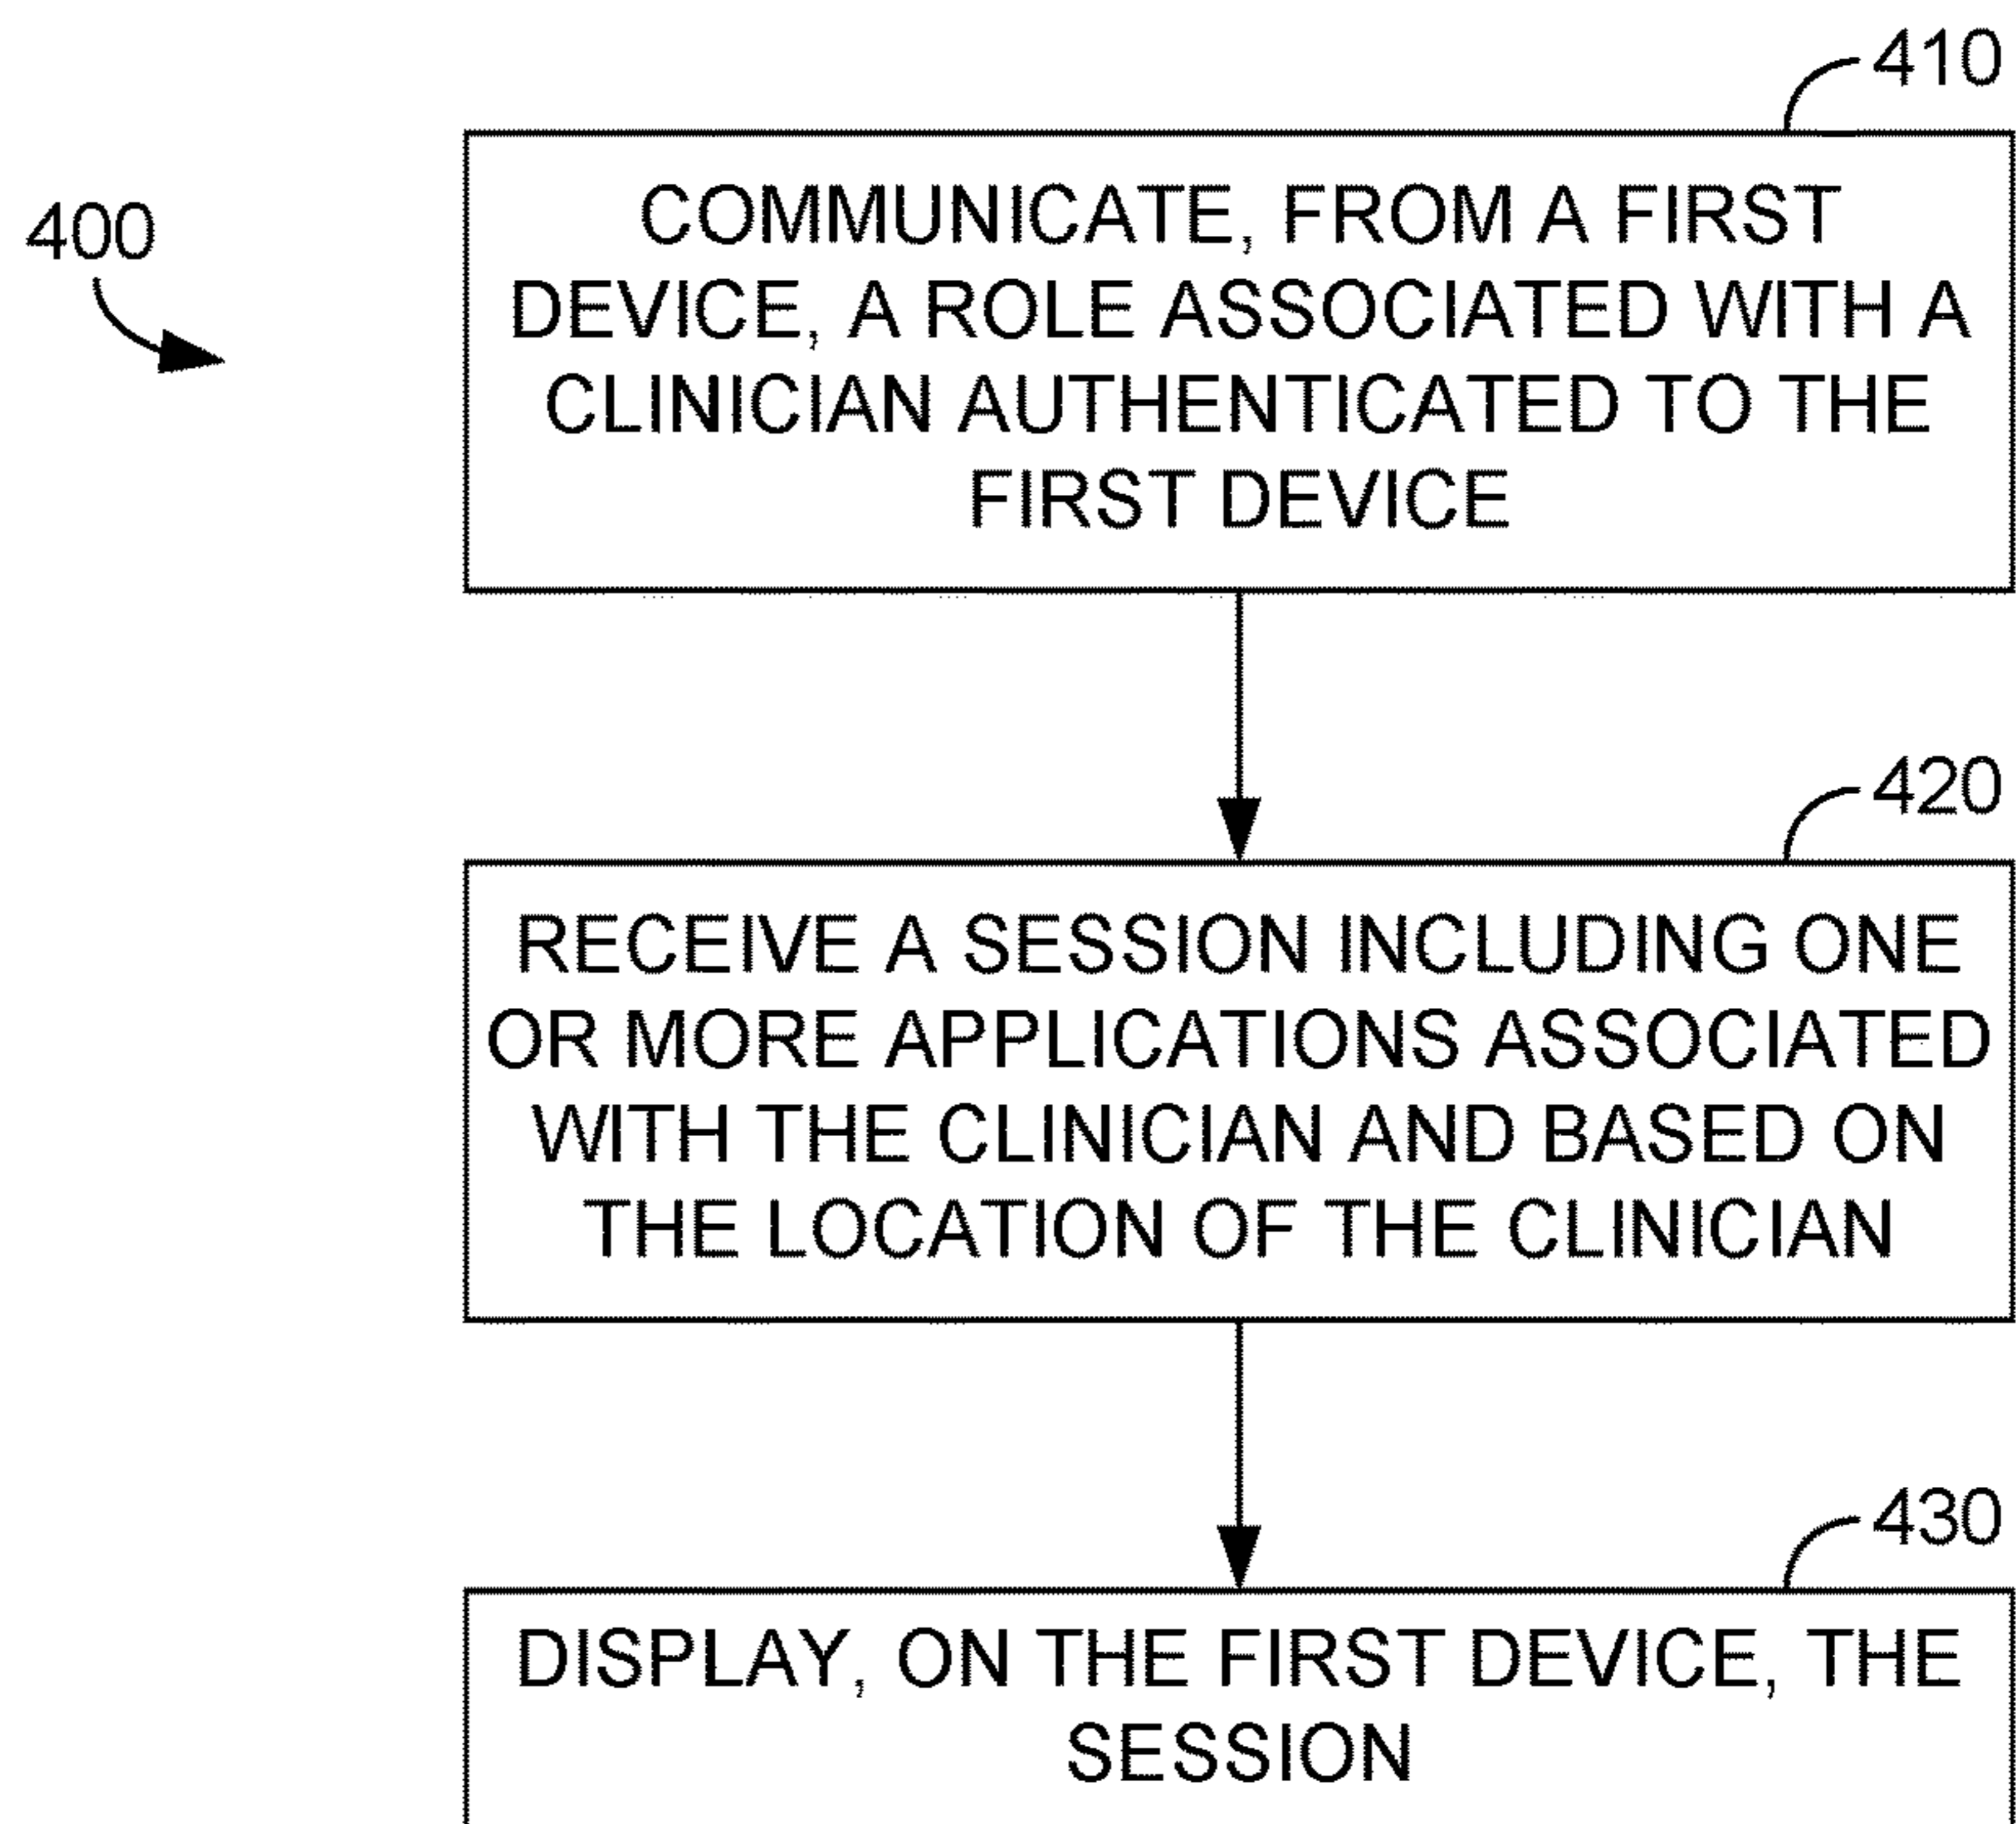 410
400
COMMUNICATE, FROM A FIRST
DEVICE, A ROLE ASSOCIATED WITH A
CLINICIAN AUTHENTICATED TO THE
FIRST DEVICE
420
RECEIVE A SESSION INCLUDING ONE
OR MORE APPLICATIONS ASSOCIATED
WITH THE CLINICIAN AND BASED ON
THE LOCATION OF THE CLINICIAN
430
DISPLAY, ON THE FIRST DEVICE, THE
SESSION